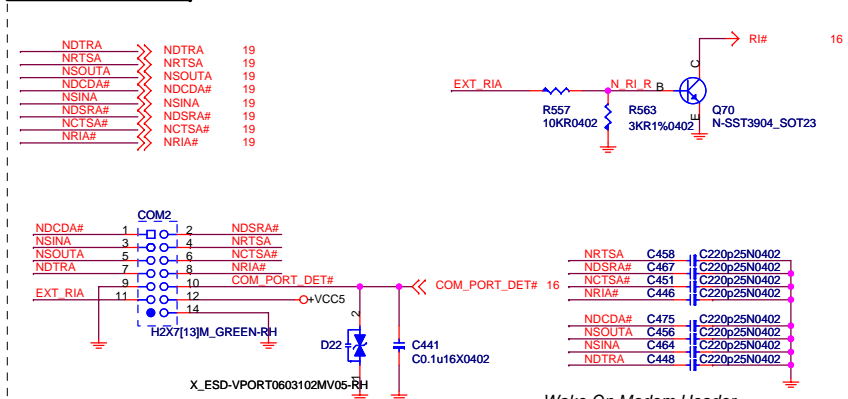 NDTRA NDTRA 19
NRTSA NRTSA 19
NSOUTA NSOUTA 19
NDCDA# NDCDA# 19
NSINA NSINA 19
NDSRA# NDSRA# 19
NCTSA# NCTSA# 19
NRIA# NRIA# 19
RI# 16
EXT_RIA N_RI_R B C E
R557 R563 Q70
10KR0402 3KR1%0402 N-SST3904_SOT23
COM2
NDCDA# 1 2 NDSRA#
NSINA 3 4 NRTSA
NSOUTA 5 6 NCTSA#
NDTRA 7 8 NRIA#
9 10 COM_PORT_DET# COM_PORT_DET# 16
EXT_RIA 11 12 +VCC5
14
H2X7[13]M_GREEN-RH
2
D22
1
X_ESD-VPORT0603102MV05-RH
C441
C0.1u16X0402
NRTSA C458 C220p25N0402
NDSRA# C467 C220p25N0402
NCTSA# C451 C220p25N0402
NRIA# C446 C220p25N0402
NDCDA# C475 C220p25N0402
NSOUTA C456 C220p25N0402
NSINA C464 C220p25N0402
NDTRA C448 C220p25N0402
Wake On Modem Header